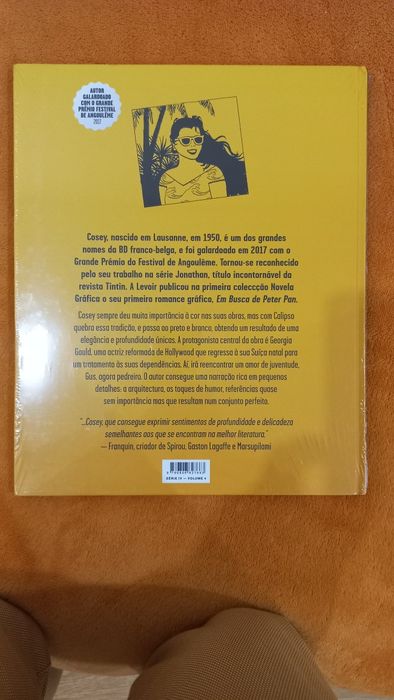 AUTOR
GALARDOADO
COM O GRANDE
PRÉMIO FESTIVAL
DE ANGOULÊME
2017
Cosey, nascido em Lausanne, em 1950, é um dos grandes
nomes da BD franco-belga, e foi galardoado em 2017 com o
Grande Prémio do Festival de Angoulême. Tornou-se reconhecido
pelo seu trabalho na série Jonathan, título incontornável da
revista Tintin. A Levoir publicou na primeira colecção Novela
Gráfica o seu primeiro romance gráfico, Em Busca de Peter Pan.
Cosey sempre deu muita importância à cor nas suas obras, mas com Calipso
quebra essa tradição, e passa ao preto e branco, obtendo um resultado de uma
elegância e profundidade únicas. A protagonista central da obra é Georgia
Gould, uma actriz reformada de Hollywood que regressa à sua Suíça natal para
um tratamento às suas dependências. Aí, irá reencontrar um amor de juventude,
Gus, agora pedreiro. O autor consegue uma narração rica em pequenos
detalhes: a arquitectura, os toques de humor, referências quase
sem importância mas que resultam num conjunto perfeito.
"...Cosey, que consegue exprimir sentimentos de profundidade e delicadeza
semelhantes aos que se encontram na melhor literatura."
— Franquin, criador de Spirou, Gaston Lagaffe e Marsupilami
SÉRIE IV — VOLUME 4